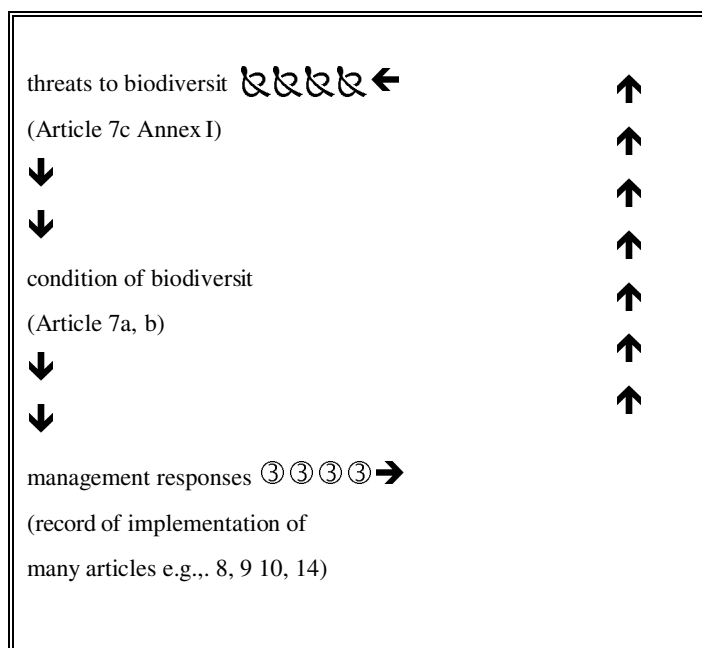 threats to biodiversit 🙰🙰🙰🙰🡸
(Article 7c Annex I)
🡻
🡻
condition of biodiversit
(Article 7a, b)
🡻
🡻
management responses ③③③③🡺
(record of implementation of
many articles e.g.,. 8, 9 10, 14)
🡹
🡹
🡹
🡹
🡹
🡹
🡹